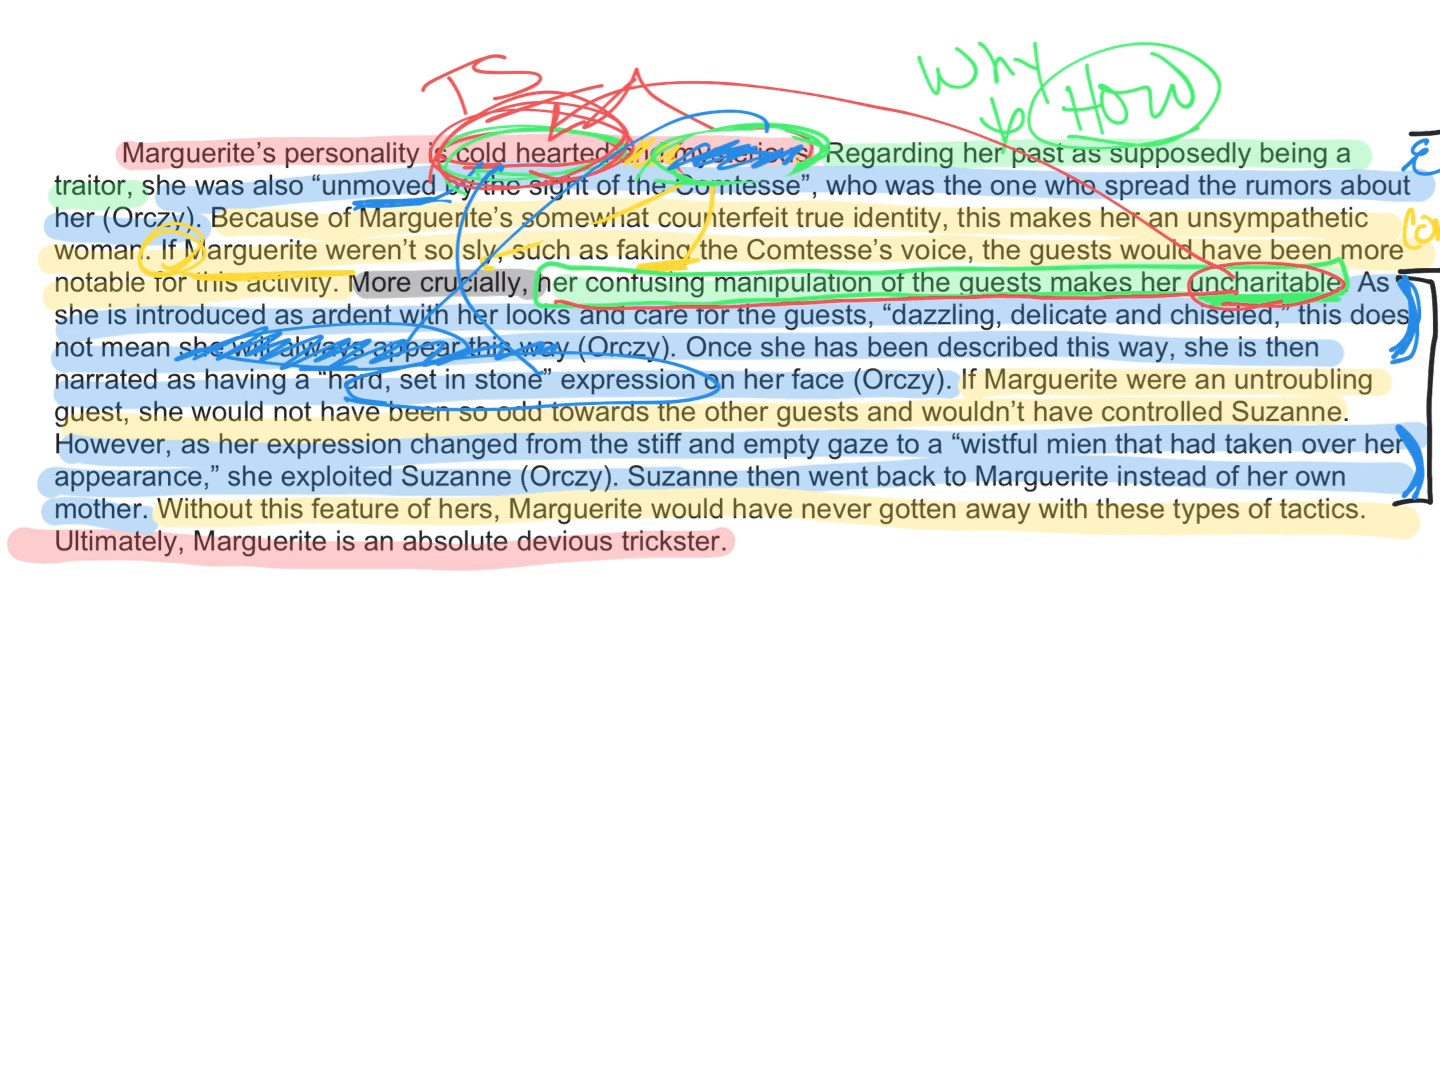 TS
Why
& HOW
Marguerite’s personality is cold hearted and mysterious. Regarding her past as supposedly being a
traitor, she was also “unmoved by the sight of the Comtesse”, who was the one who spread the rumors about
her (Orczy). Because of Marguerite’s somewhat counterfeit true identity, this makes her an unsympathetic
woman. If Marguerite weren’t so sly, such as faking the Comtesse’s voice, the guests would have been more
notable for this activity. More crucially, her confusing manipulation of the guests makes her uncharitable. As
she is introduced as ardent with her looks and care for the guests, “dazzling, delicate and chiseled,” this does
not mean she will always appear this way (Orczy). Once she has been described this way, she is then
narrated as having a “hard, set in stone” expression on her face (Orczy). If Marguerite were an untroubling
guest, she would not have been so odd towards the other guests and wouldn’t have controlled Suzanne.
However, as her expression changed from the stiff and empty gaze to a “wistful mien that had taken over her
appearance,” she exploited Suzanne (Orczy). Suzanne then went back to Marguerite instead of her own
mother. Without this feature of hers, Marguerite would have never gotten away with these types of tactics.
Ultimately, Marguerite is an absolute devious trickster.